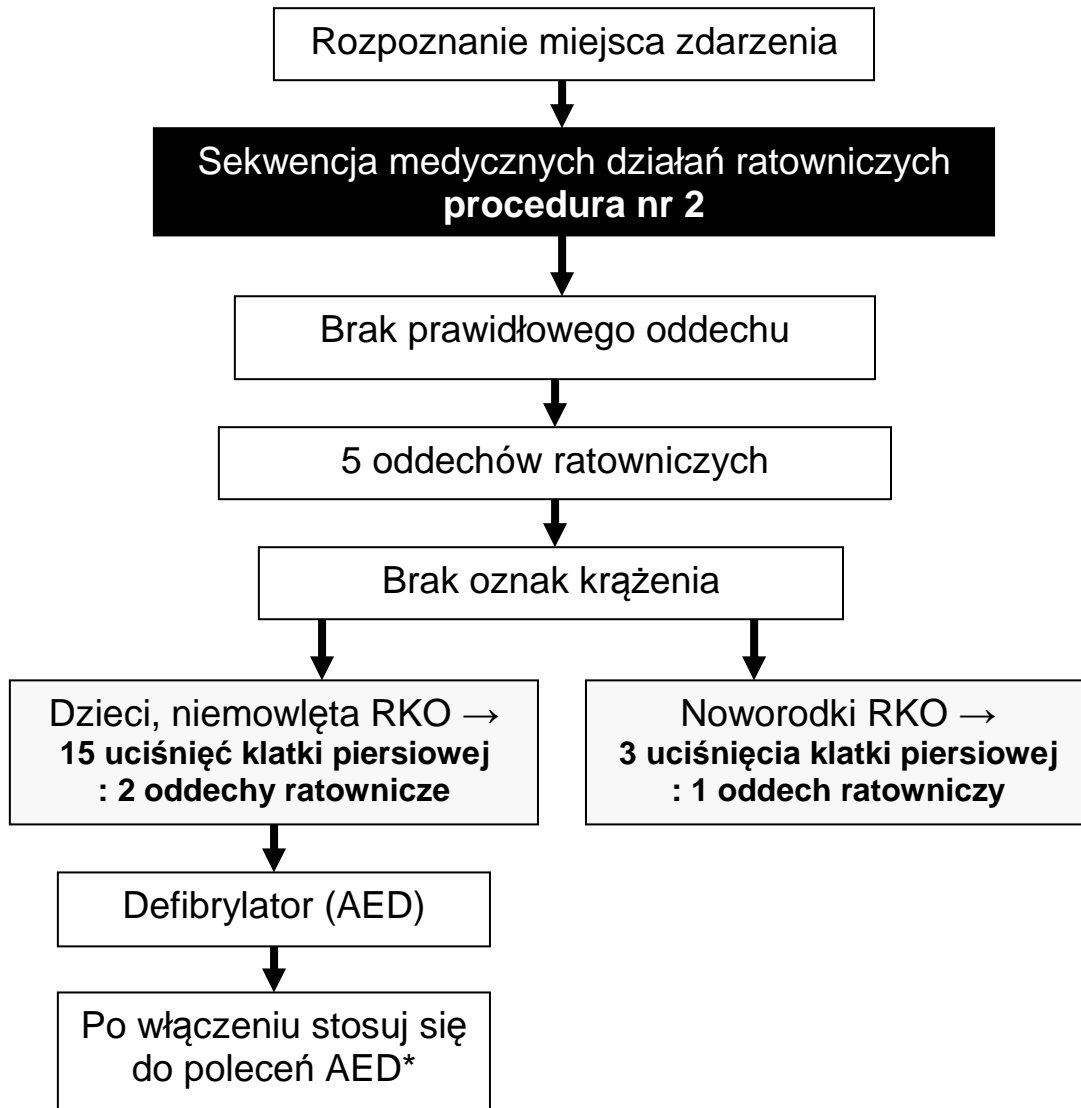 Rozpoznanie miejsca zdarzenia
Sekwencja medycznych działań ratowniczych
procedura nr 2
Brak prawidłowego oddechu
5 oddechów ratowniczych
Brak oznak krążenia
Dzieci, niemowlęta RKO →
15 uciśnięć klatki piersiowej
: 2 oddechy ratownicze
Noworodki RKO →
3 uciśnięcia klatki piersiowej
: 1 oddech ratowniczy
Defibrylator (AED)
Po włączeniu stosuj się
do poleceń AED*